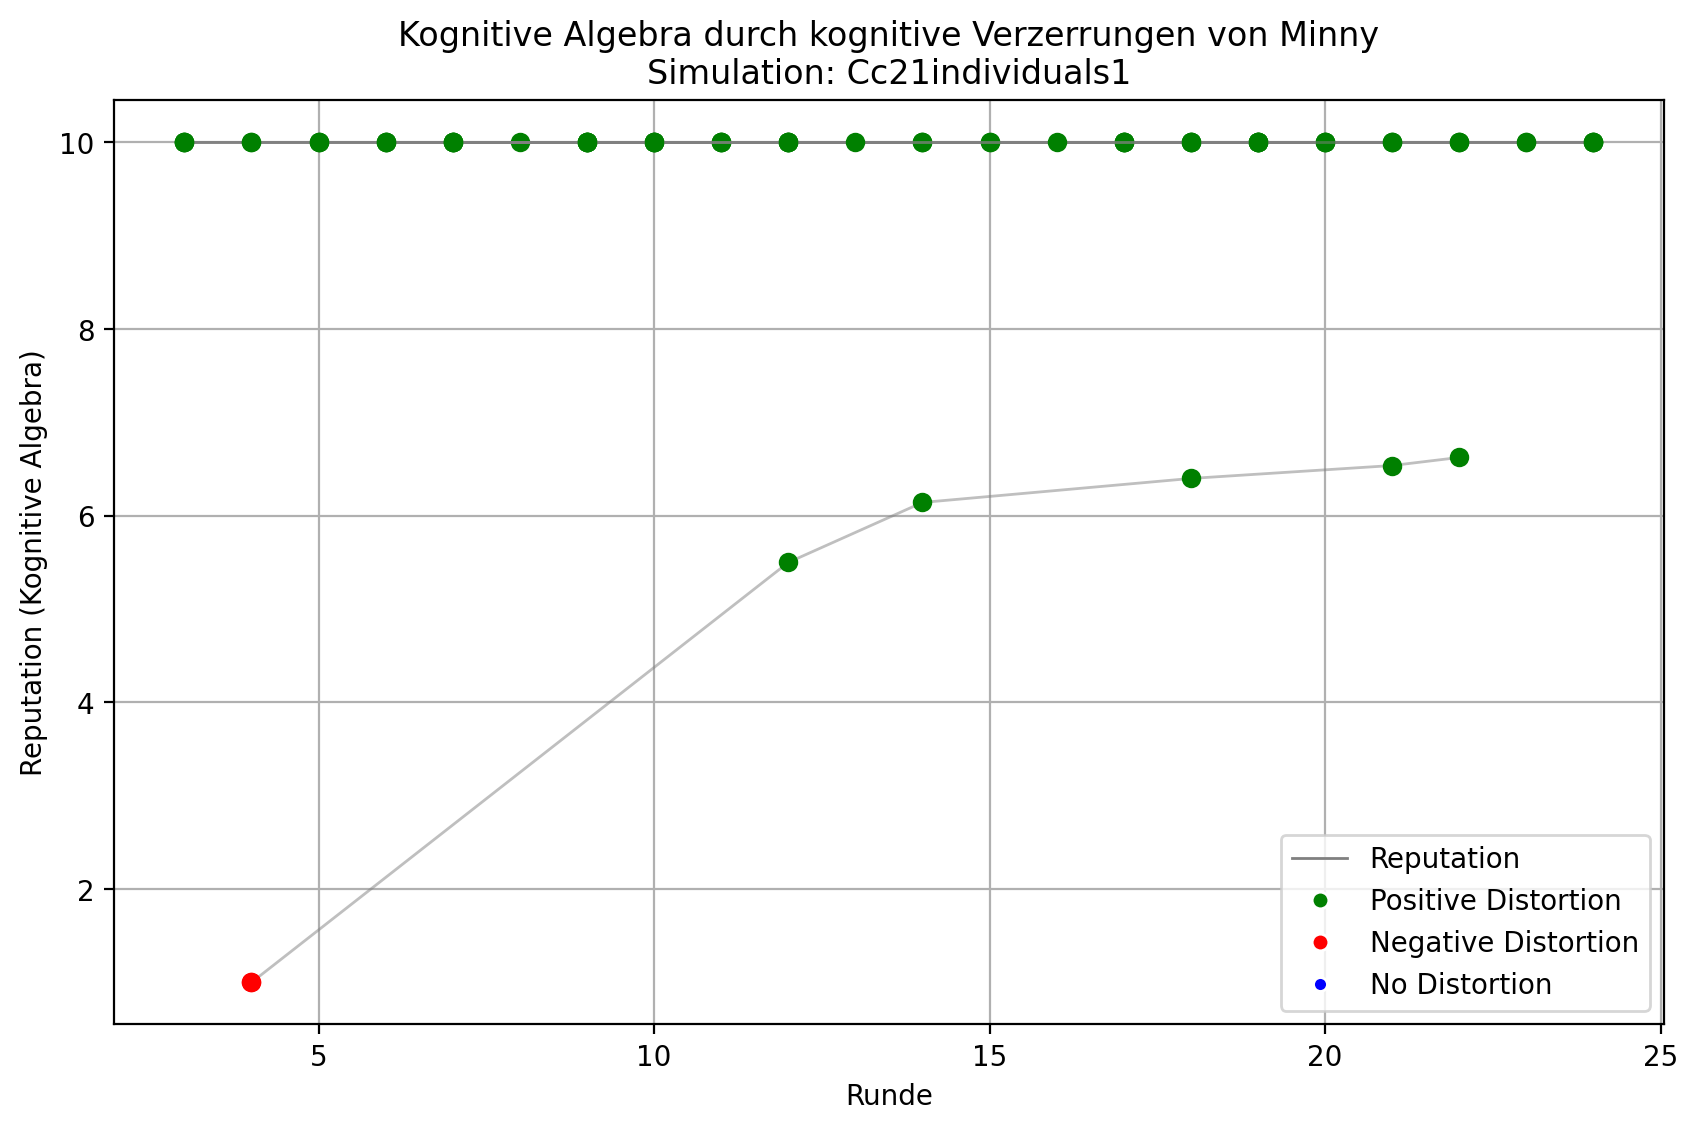 Kognitive Algebra durch kognitive Verzerrungen von Minny
Simulation: Cc21individuals1
Reputation (Kognitive Algebra)
10
8
6
4
2
Reputation
Positive Distortion
Negative Distortion
No Distortion
5 10 15 20 25
Runde